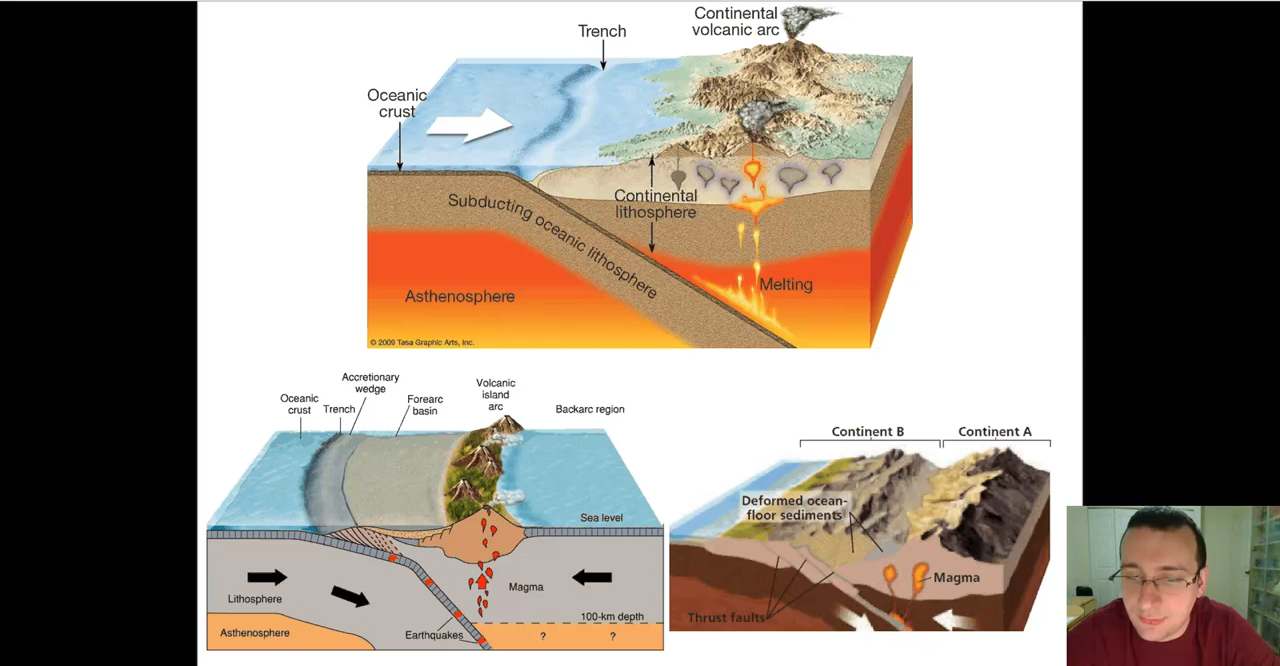 Continental
volcanic arc
Trench
Oceanic
crust
Continental
lithosphere
Subducting oceanic lithosphere
Melting
Asthenosphere
© 2009 Tasa Graphic Arts, Inc.
Accretionary
wedge
Volcanic
island
arc
Oceanic
crust
Trench
Forearc
basin
Backarc region
Sea level
Magma
Lithosphere
100-km depth
Asthenosphere
Earthquakes
?
?
Continent B
Continent A
Deformed ocean-
floor sediments
Magma
Thrust faults